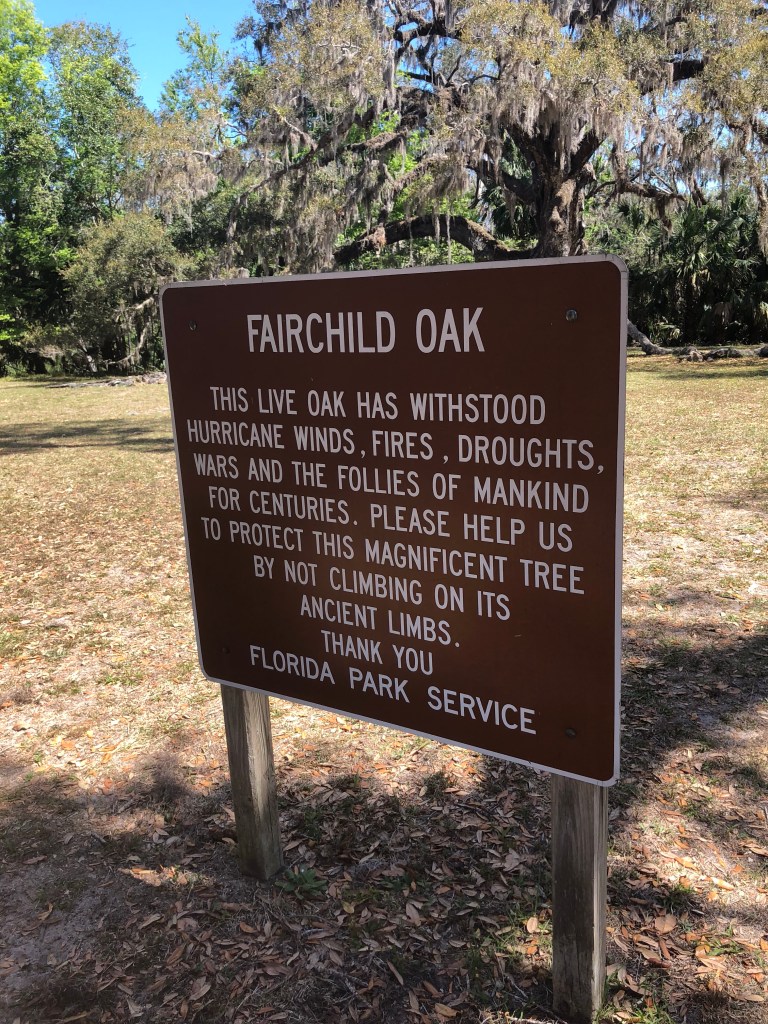 FAIRCHILD OAK
THIS LIVE OAK HAS WITHSTOOD
HURRICANE WINDS, FIRES, DROUGHTS,
WARS AND THE FOLLIES OF MANKIND
FOR CENTURIES. PLEASE HELP US
TO PROTECT THIS MAGNIFICENT TREE
BY NOT CLIMBING ON ITS
ANCIENT LIMBS.
THANK YOU
FLORIDA PARK SERVICE